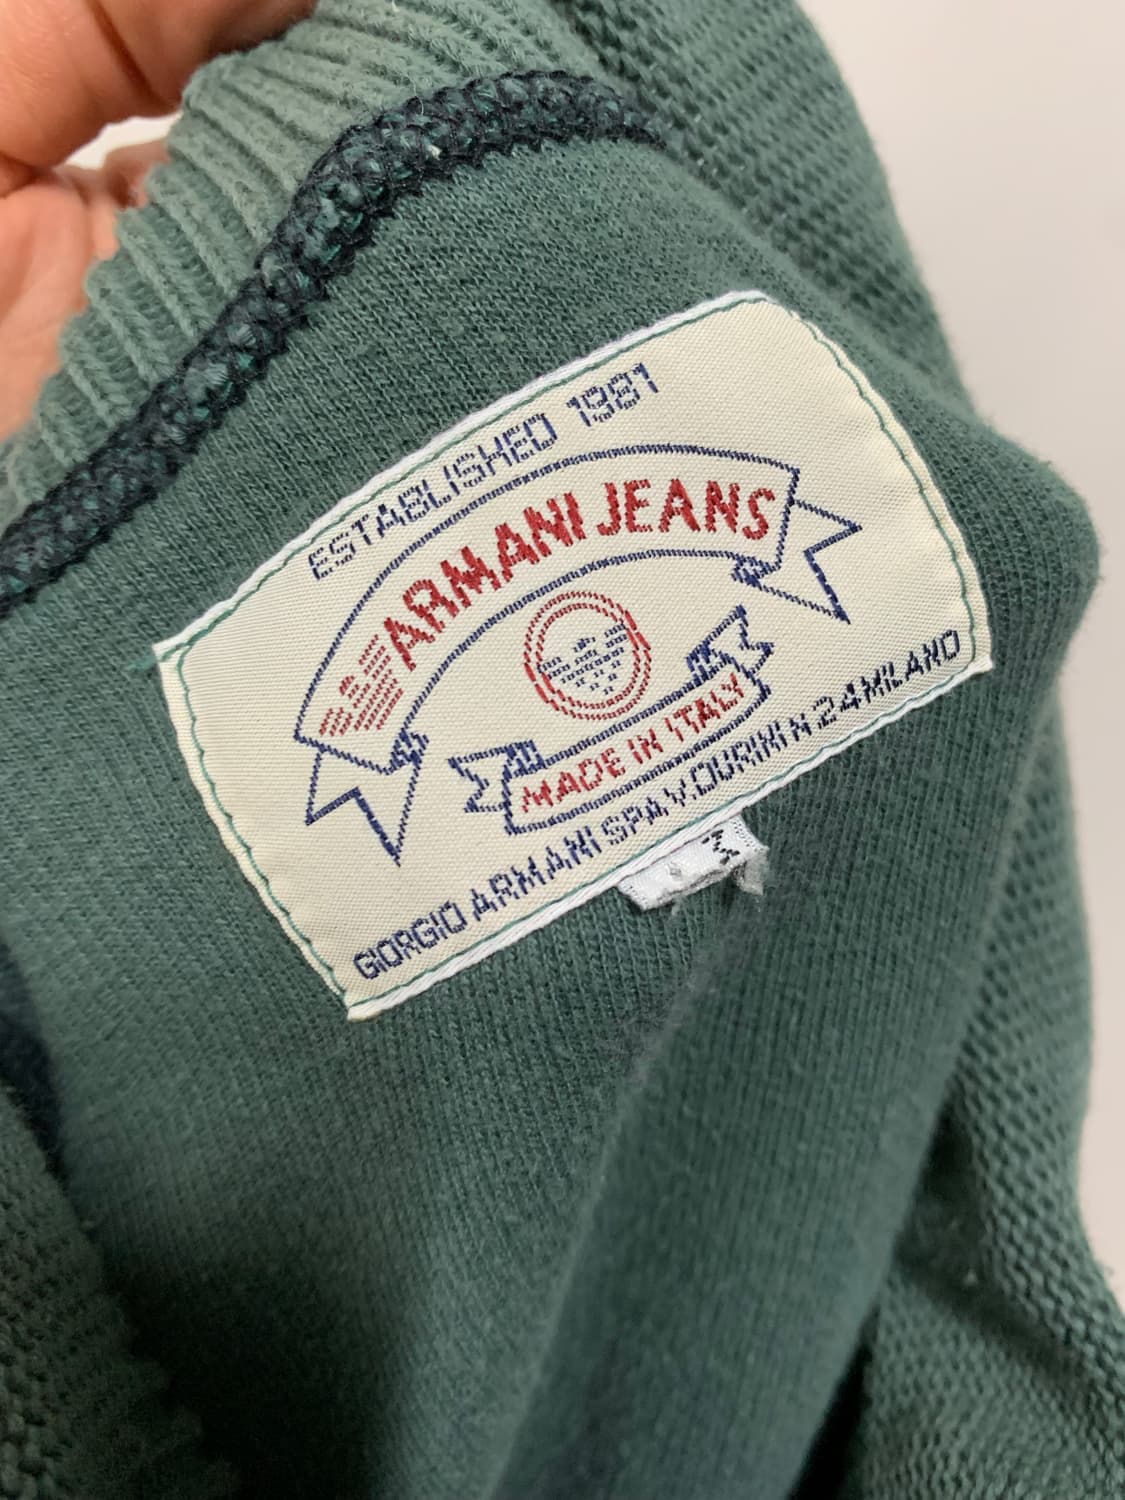 ESTABLISHED 1981
ARMANI JEANS
MADE IN ITALY
GIORGIO ARMANI SPA V. DURINI N 24 MILANO
M